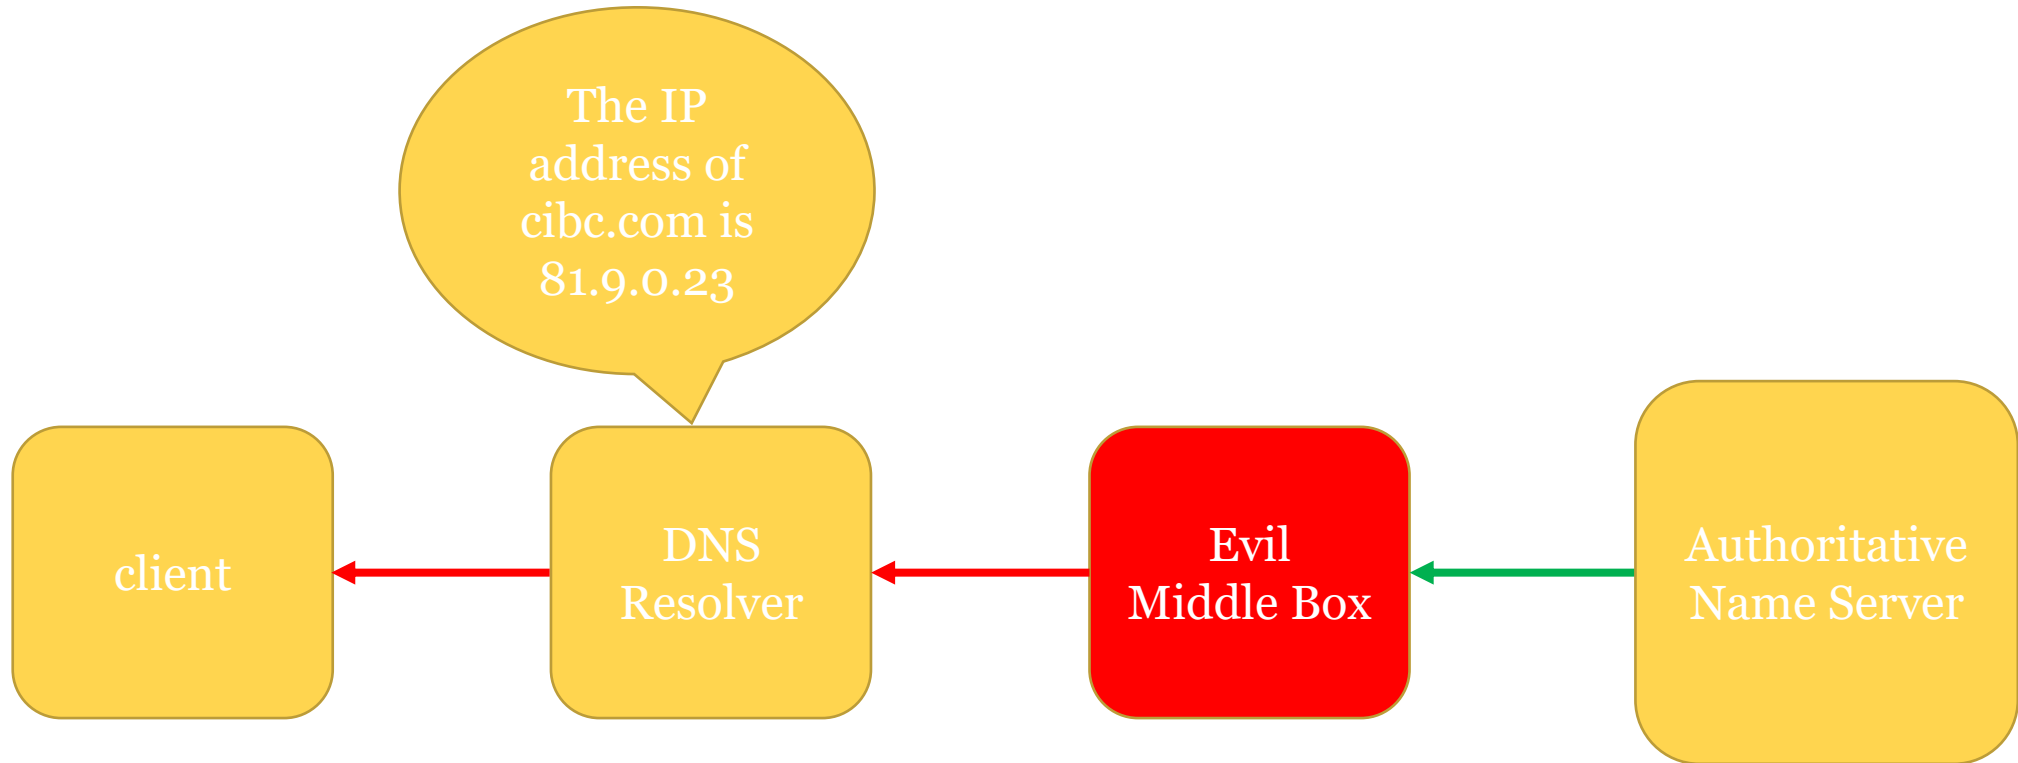 The IP
address of
cibc.com is
81.9.0.23
client
DNS
Resolver
Evil
Middle Box
Authoritative
Name Server